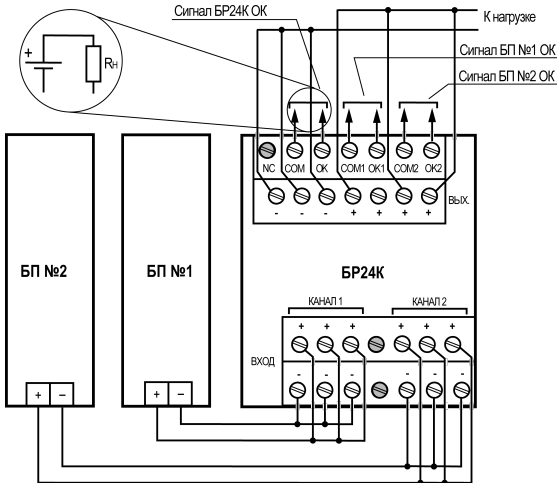 Сигнал БР24К ОК
К нагрузке
Сигнал БП №1 ОК
Сигнал БП №2 ОК
+
Rн
NC COM OK COM1 OK1 COM2 OK2
- - - + + + +
ВЫХ.
БП №2
БП №1
БР24К
КАНАЛ 1 КАНАЛ 2
+ + + + + +
ВХОД
- - - - - -
+ − + −